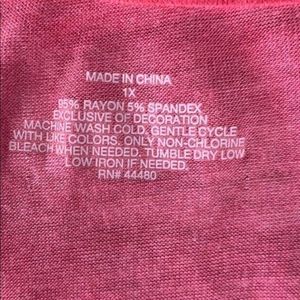 MADE IN CHINA
1X
95% RAYON 5% SPANDEX
EXCLUSIVE OF DECORATION
MACHINE WASH COLD. GENTLE CYCLE
WITH LIKE COLORS. ONLY NON-CHLORINE
BLEACH WHEN NEEDED. TUMBLE DRY LOW
LOW IRON IF NEEDED.
RN# 44480